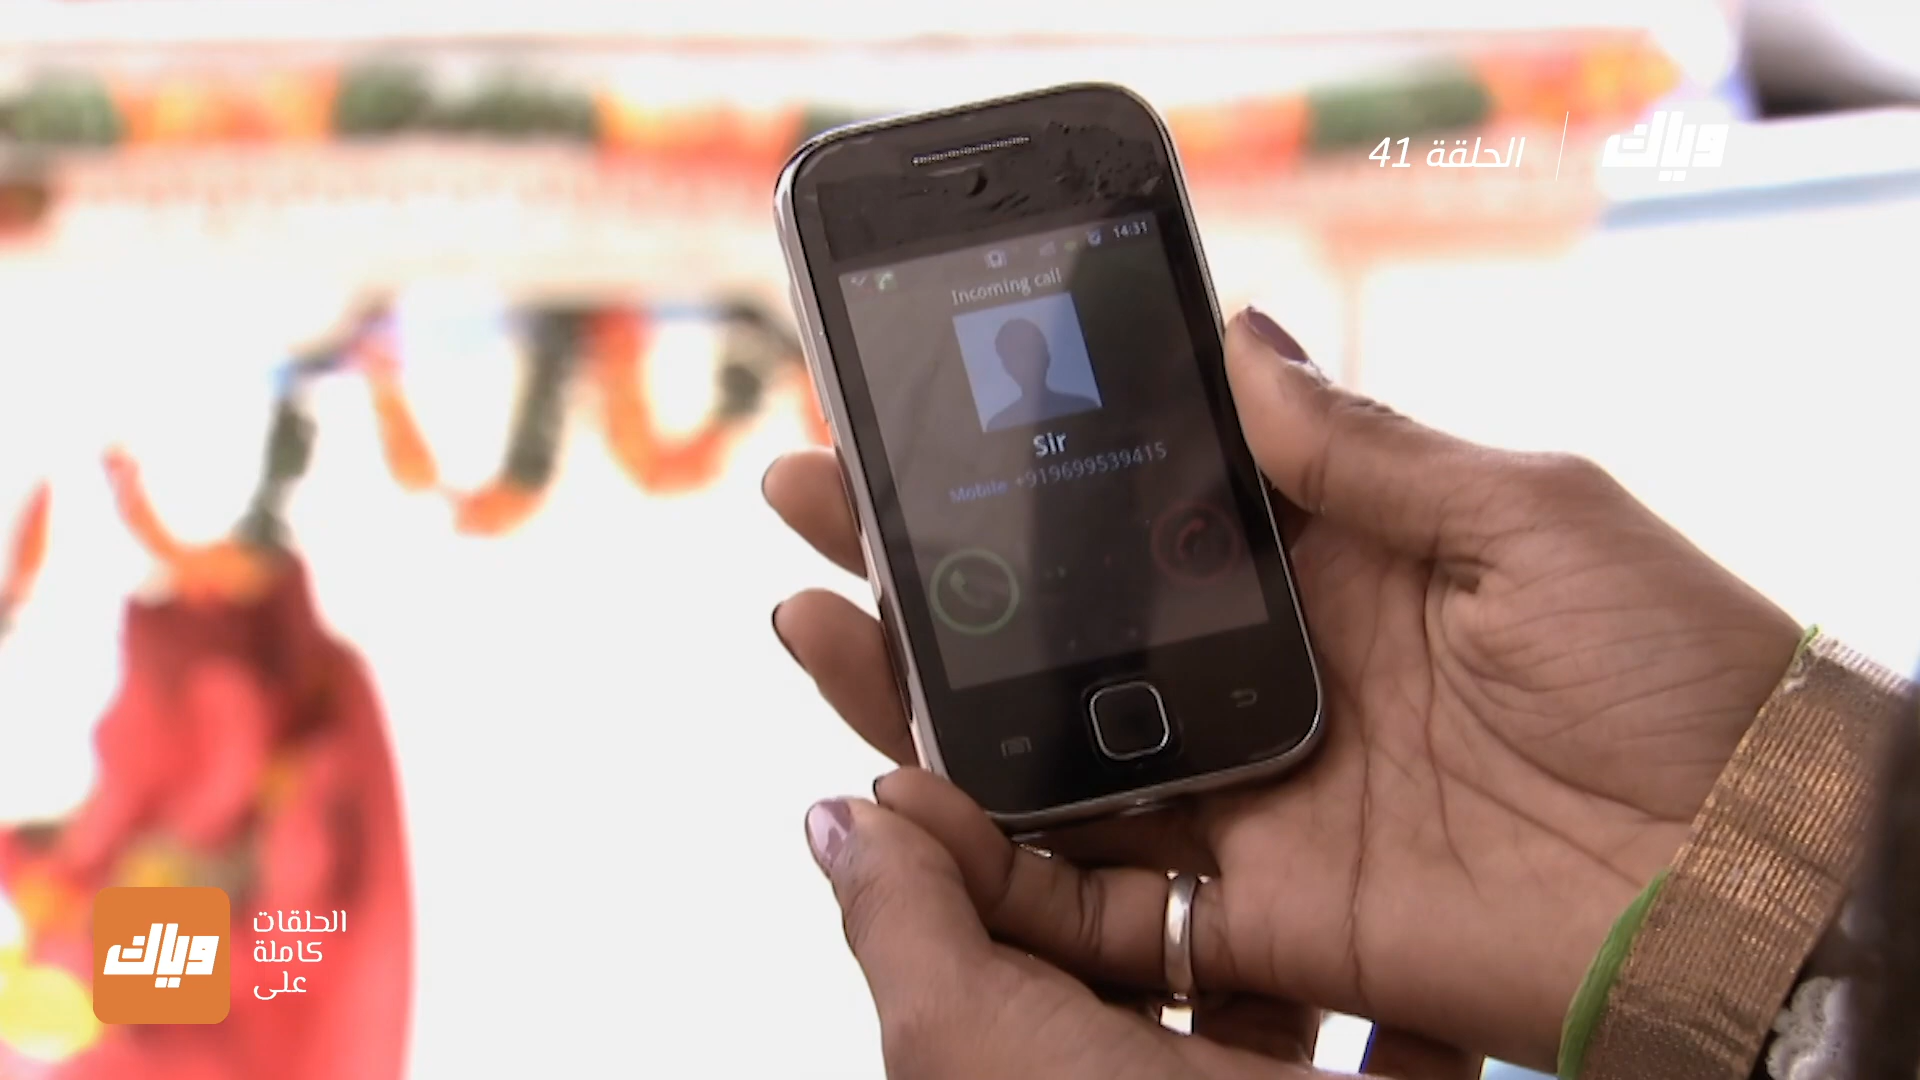 الحلقة 41
وياك
14:31
Incoming call
Sir
Mobile +919699539415
وياك
الحلقات
كاملة
على